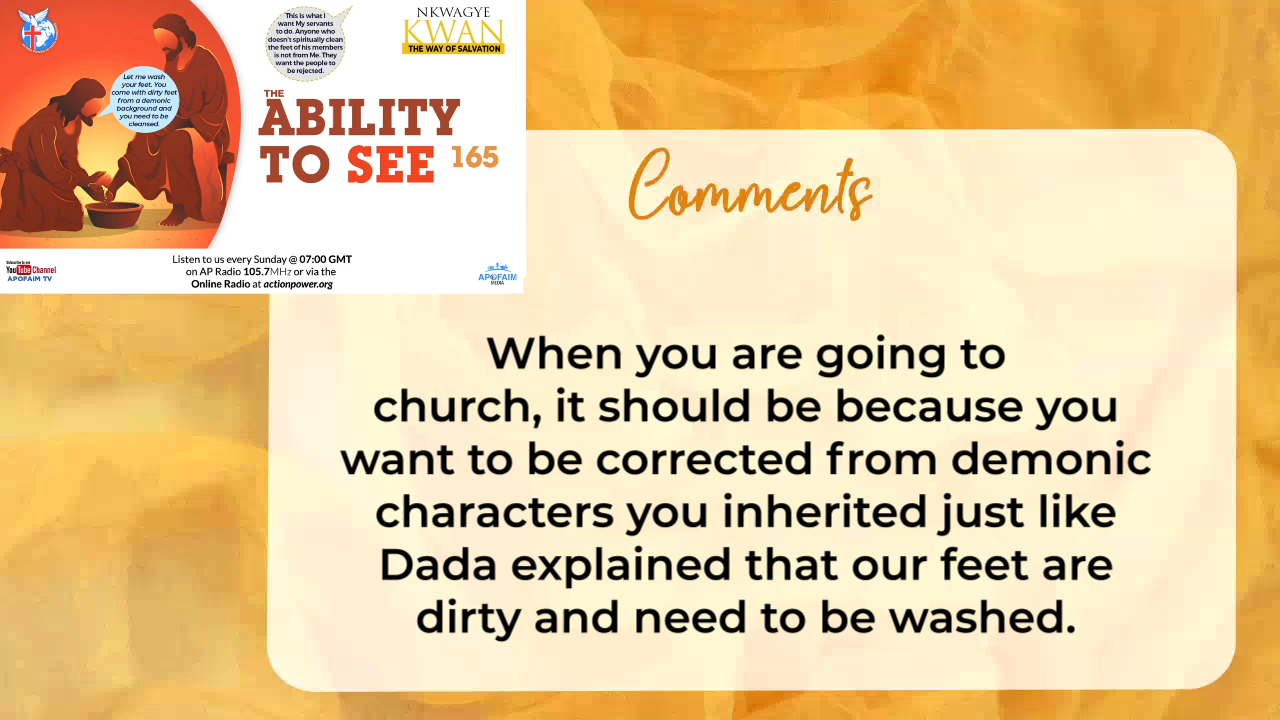 Let me wash
your feet. You
come with dirty feet
from a demonic
background and
you need to be
cleansed.
This is what I
want My servants
to do. Anyone who
doesn't spiritually clean
the feet of his members
is not from Me. They
want the people to
be rejected.
NKWAGYE
KWAN
THE WAY OF SALVATION
THE
ABILITY
TO SEE 165
Subscribe to our
YouTube Channel
APOFAIM TV
Listen to us every Sunday @ 07:00 GMT
on AP Radio 105.7MHz or via the
Online Radio at actionpower.org
APOFAIM
MEDIA
Comments
When you are going to
church, it should be because you
want to be corrected from demonic
characters you inherited just like
Dada explained that our feet are
dirty and need to be washed.